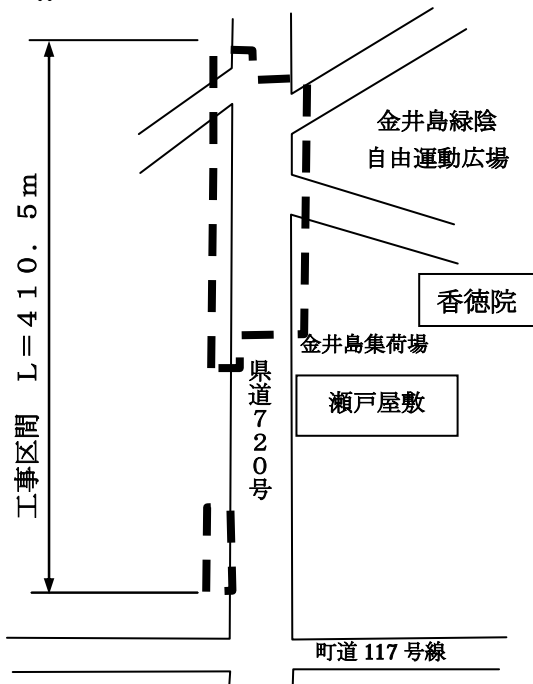 金井島緑陰
自由運動広場
工事区間　L＝410．5m
香徳院
金井島集荷場
県道720号
瀬戸屋敷
町道117号線